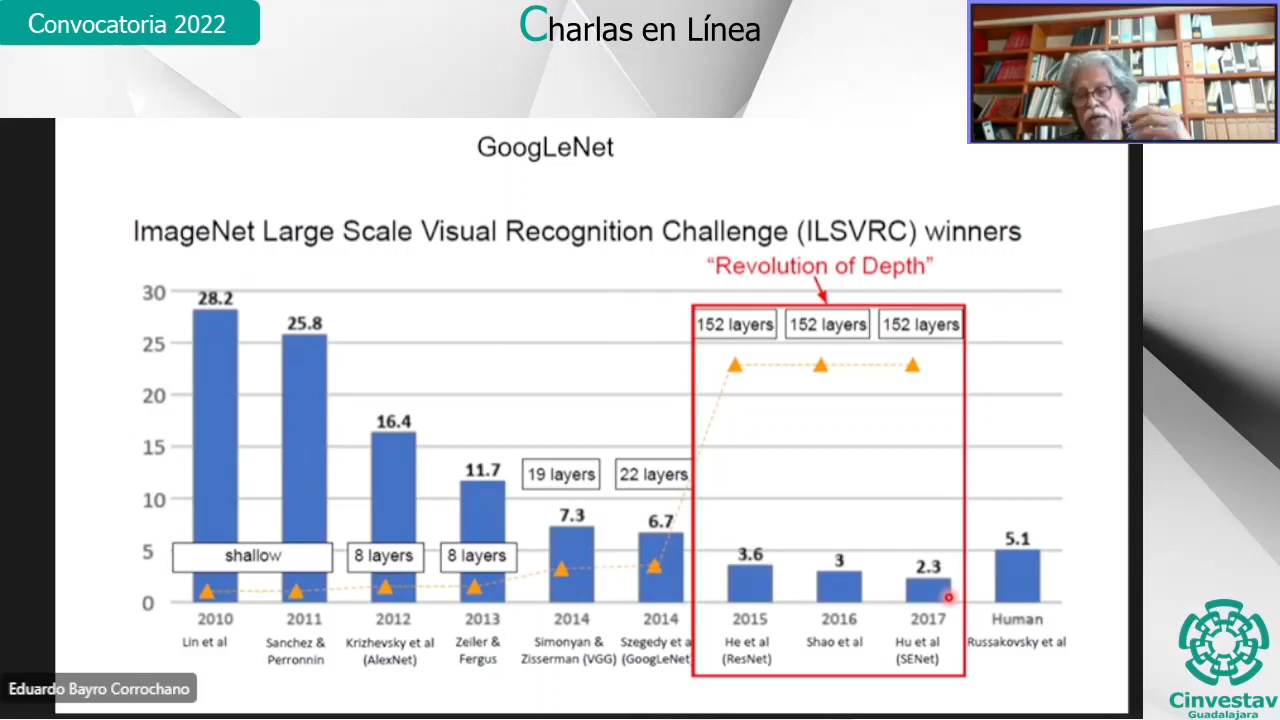 Convocatoria 2022
Charlas en Línea
GoogLeNet
ImageNet Large Scale Visual Recognition Challenge (ILSVRC) winners
“Revolution of Depth”
30
25
20
15
10
5
0
28.2
25.8
16.4
11.7
7.3
6.7
3.6
3
2.3
5.1
152 layers
152 layers
152 layers
19 layers
22 layers
shallow
8 layers
8 layers
2010
2011
2012
2013
2014
2014
2015
2016
2017
Human
Lin et al
Sanchez &
Perronnin
Krizhevsky et al
(AlexNet)
Zeiler &
Fergus
Simonyan &
Zisserman (VGG)
Szegedy et a
(GoogLeNet
He et al
(ResNet)
Shao et al
Hu et al
(SENet)
Russakovsky et al
Eduardo Bayro Corrochano
Cinvestav
Guadalajara